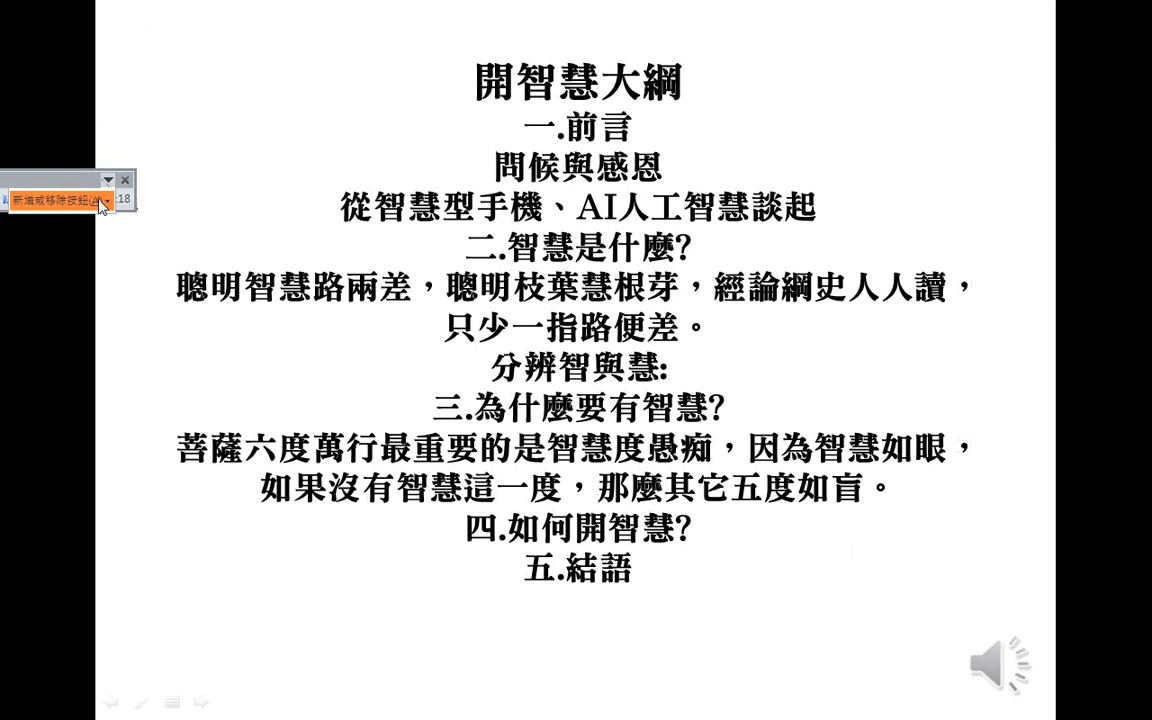 開智慧大綱
一.前言
問候與感恩
從智慧型手機、AI人工智慧談起
二.智慧是什麼?
聰明智慧路兩差，聰明枝葉慧根芽，經論綱史人人讀，
只少一指路便差。
分辨智與慧:
三.為什麼要有智慧?
菩薩六度萬行最重要的是智慧度愚痴，因為智慧如眼，
如果沒有智慧這一度，那麼其它五度如盲。
四.如何開智慧?
五.結語
新增或移除按鈕(A)
:18